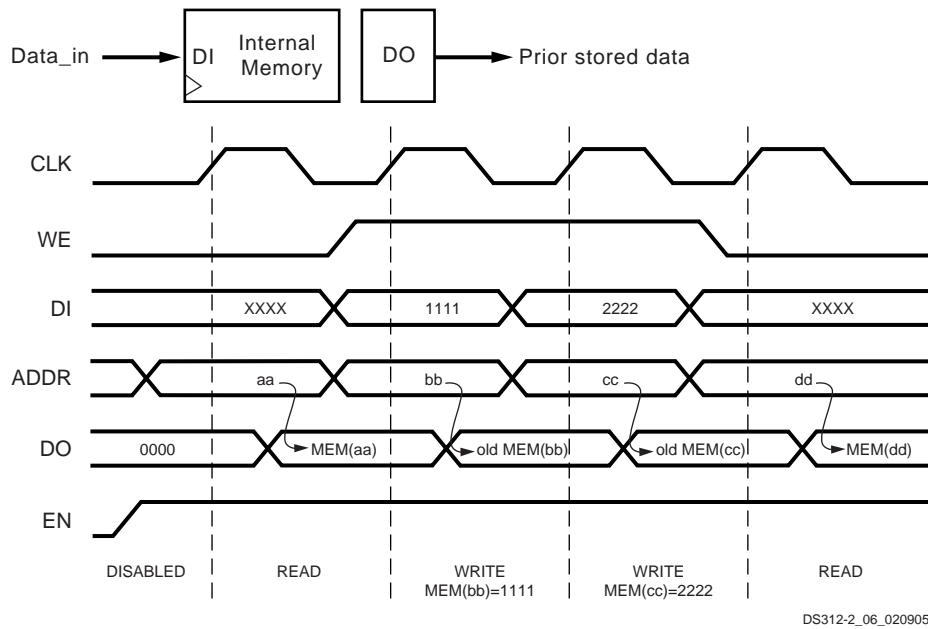 Data_in
DI
Internal
Memory
DO
Prior stored data
CLK
WE
DI
XXXX
1111
2222
XXXX
ADDR
aa
bb
cc
dd
DO
0000
MEM(aa)
old MEM(bb)
old MEM(cc)
MEM(dd)
EN
DISABLED
READ
WRITE
MEM(bb)=1111
WRITE
MEM(cc)=2222
READ
DS312-2_06_020905